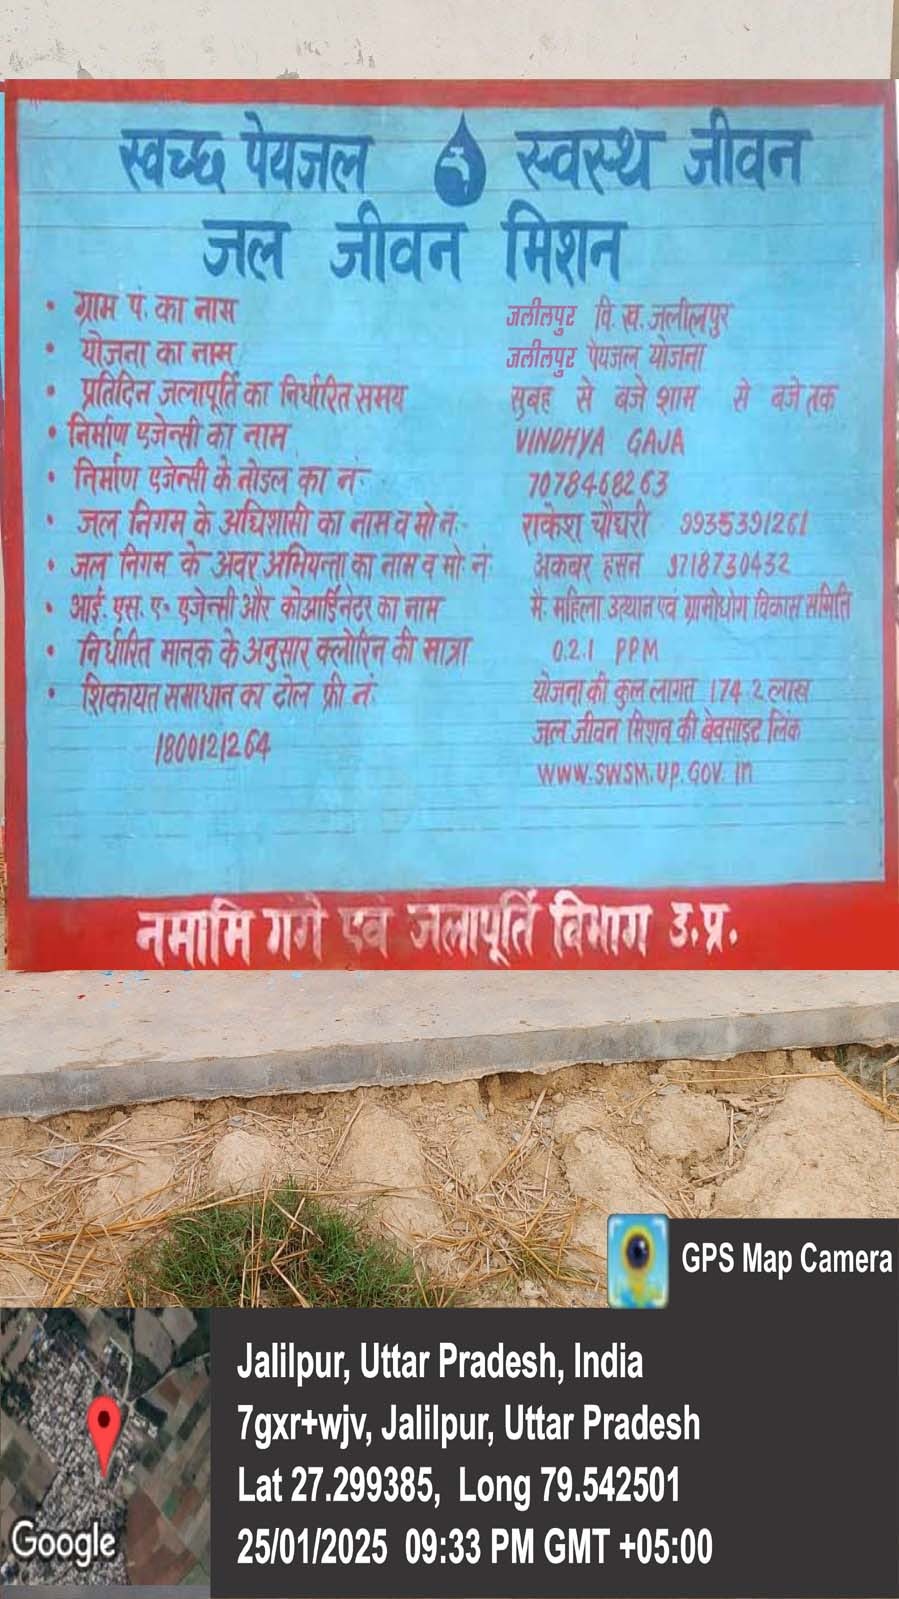 स्वच्छ पेयजल स्वस्थ जीवन
जल जीवन मिशन
• ग्राम पं. का नाम जलीलपुर वि. ख. जलीलपुर
• योजना का नाम जलीलपुर पेयजल योजना
• प्रतिदिन जलापूर्ति का निर्धारित समय सुबह से बजे शाम से बजे तक
• निर्माण एजेन्सी का नाम VINDHYA GAJA
• निर्माण एजेन्सी के नोडल का नं. 7078468263
• जल निगम के अधिशासी का नाम व मो नं. राकेश चौधरी 9935391261
• जल निगम के अवर अभियन्ता का नाम व मो. नं. अकबर हसन 9718730432
• आई. एस. ए. एजेन्सी और कोआर्डिनेटर का नाम मै. महिला उत्थान एवं ग्रामोधोग विकास समिति
• निर्धारित मानक के अनुसार क्लोरिन की मात्रा 0.2.1 PPM
• शिकायत समाधान का टोल फ्री नं. योजना की कुल लागत 174.2 लाख
1800121264 जल जीवन मिशन की बेवसाइट लिंक
WWW.SWSM.UP.GOV.in
नमामि गंगे एवं जलापूर्ति विभाग उ.प्र.
GPS Map Camera
Jalilpur, Uttar Pradesh, India
7gxr+wjv, Jalilpur, Uttar Pradesh
Lat 27.299385, Long 79.542501
25/01/2025 09:33 PM GMT +05:00
Google